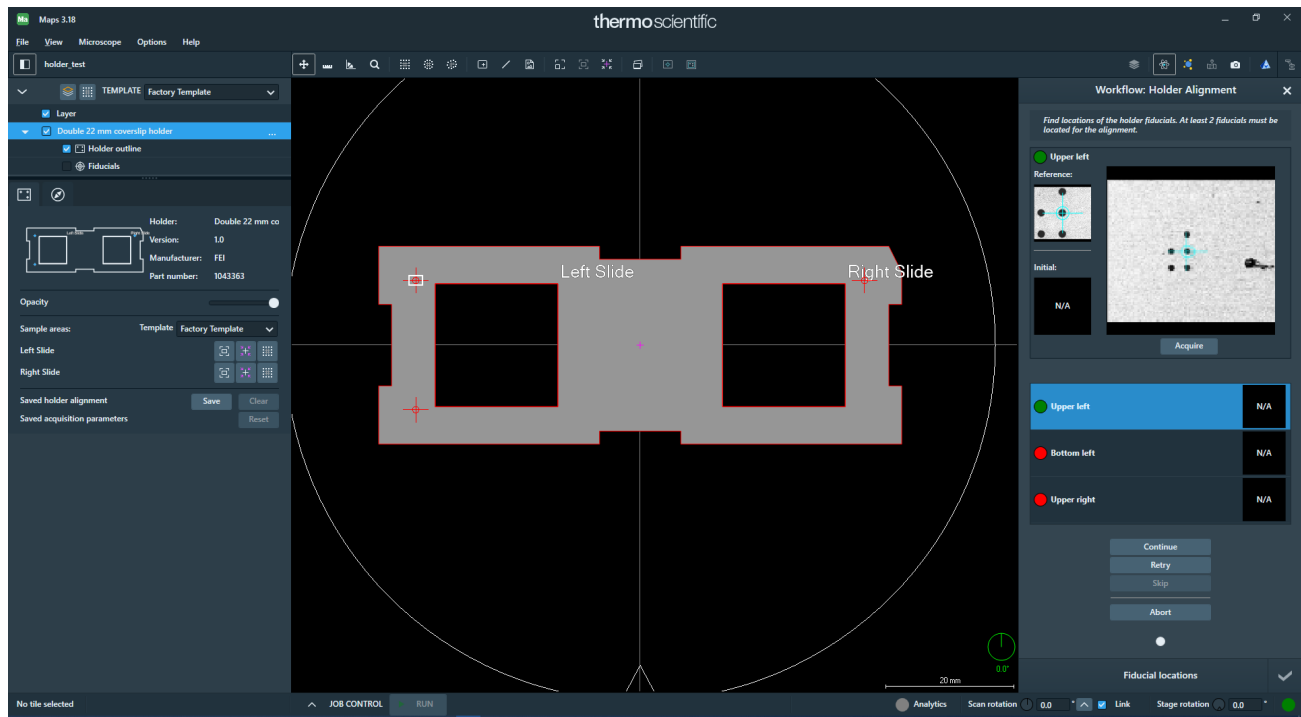 Ma Maps 3.18
thermoscientific
File View Microscope Options Help
holder_test
TEMPLATE Factory Template
Layer
Double 22 mm coverslip holder ...
Holder outline
Fiducials
Holder: Double 22 mm co
Version: 1.0
Manufacturer: FEI
Part number: 1043363
Left Slide
Right Slide
Opacity
Sample areas: Template Factory Template
Left Slide
Right Slide
Saved holder alignment Save Clear
Saved acquisition parameters Reset
Left Slide
Right Slide
0.0°
20 mm
Workflow: Holder Alignment
Find locations of the holder fiducials. At least 2 fiducials must be
located for the alignment.
Upper left
Reference:
Initial:
N/A
Acquire
Upper left N/A
Bottom left N/A
Upper right N/A
Continue
Retry
Skip
Abort
Fiducial locations
No tile selected JOB CONTROL RUN Analytics Scan rotation 0.0 ° Link Stage rotation 0.0 °